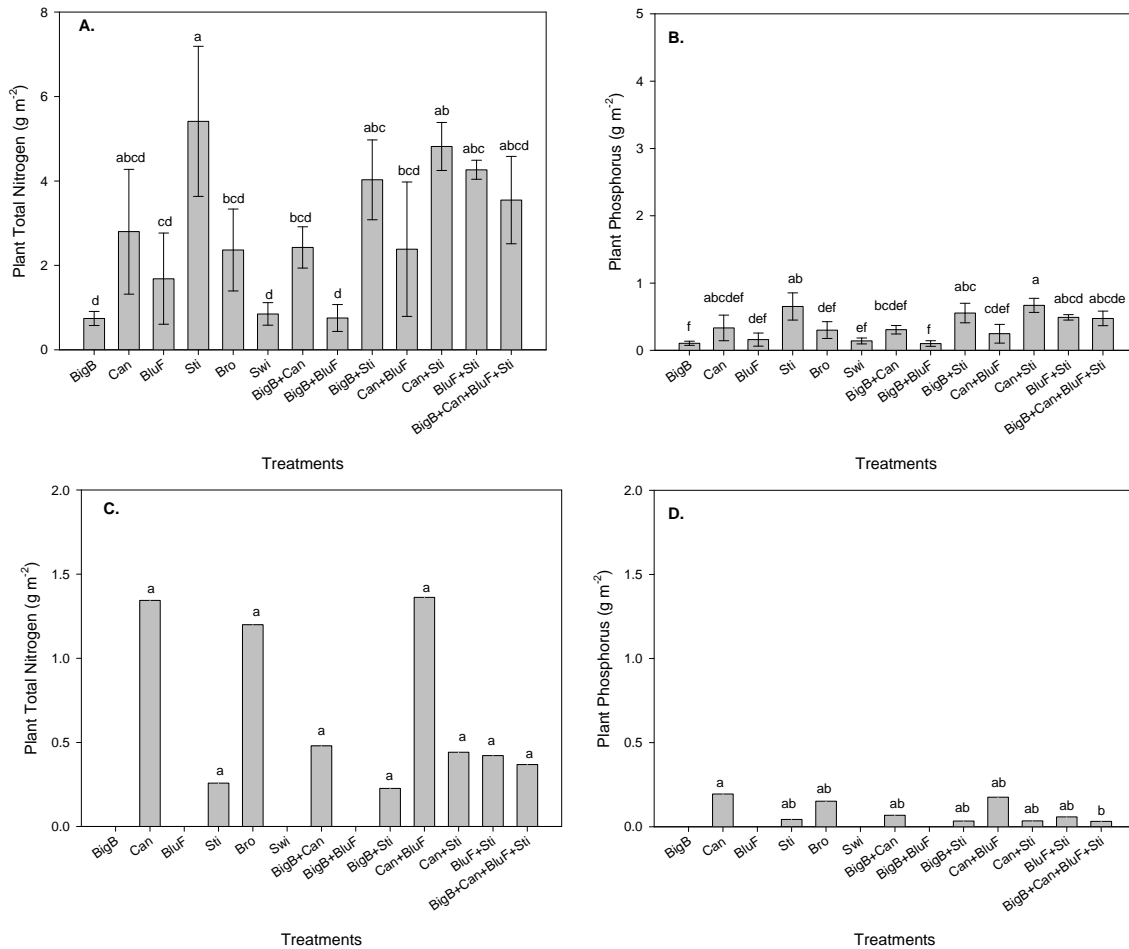 A.
Plant Total Nitrogen (g m-2)
8
6
4
2
0
d
abcd
cd
a
bcd
d
bcd
d
abc
bcd
ab
abc
abcd
BigB
Can
BluF
Sti
Bro
Swi
BigB+Can
BigB+BluF
BigB+Sti
Can+BluF
Can+Sti
BluF+Sti
BigB+Can+BluF+Sti
Treatments
B.
Plant Phosphorus (g m-2)
5
4
3
2
1
0
f
abcdef
def
ab
def
ef
bcdef
f
abc
cdef
a
abcd
abcde
BigB
Can
BluF
Sti
Bro
Swi
BigB+Can
BigB+BluF
BigB+Sti
Can+BluF
Can+Sti
BluF+Sti
BigB+Can+BluF+Sti
Treatments
C.
Plant Total Nitrogen (g m-2)
2.0
1.5
1.0
0.5
0.0
a
a
a
a
a
a
a
a
a
BigB
Can
BluF
Sti
Bro
Swi
BigB+Can
BigB+BluF
BigB+Sti
Can+BluF
Can+Sti
BluF+Sti
BigB+Can+BluF+Sti
Treatments
D.
Plant Phosphorus (g m-2)
2.0
1.5
1.0
0.5
0.0
a
ab
ab
ab
ab
ab
ab
ab
b
BigB
Can
BluF
Sti
Bro
Swi
BigB+Can
BigB+BluF
BigB+Sti
Can+BluF
Can+Sti
BluF+Sti
BigB+Can+BluF+Sti
Treatments